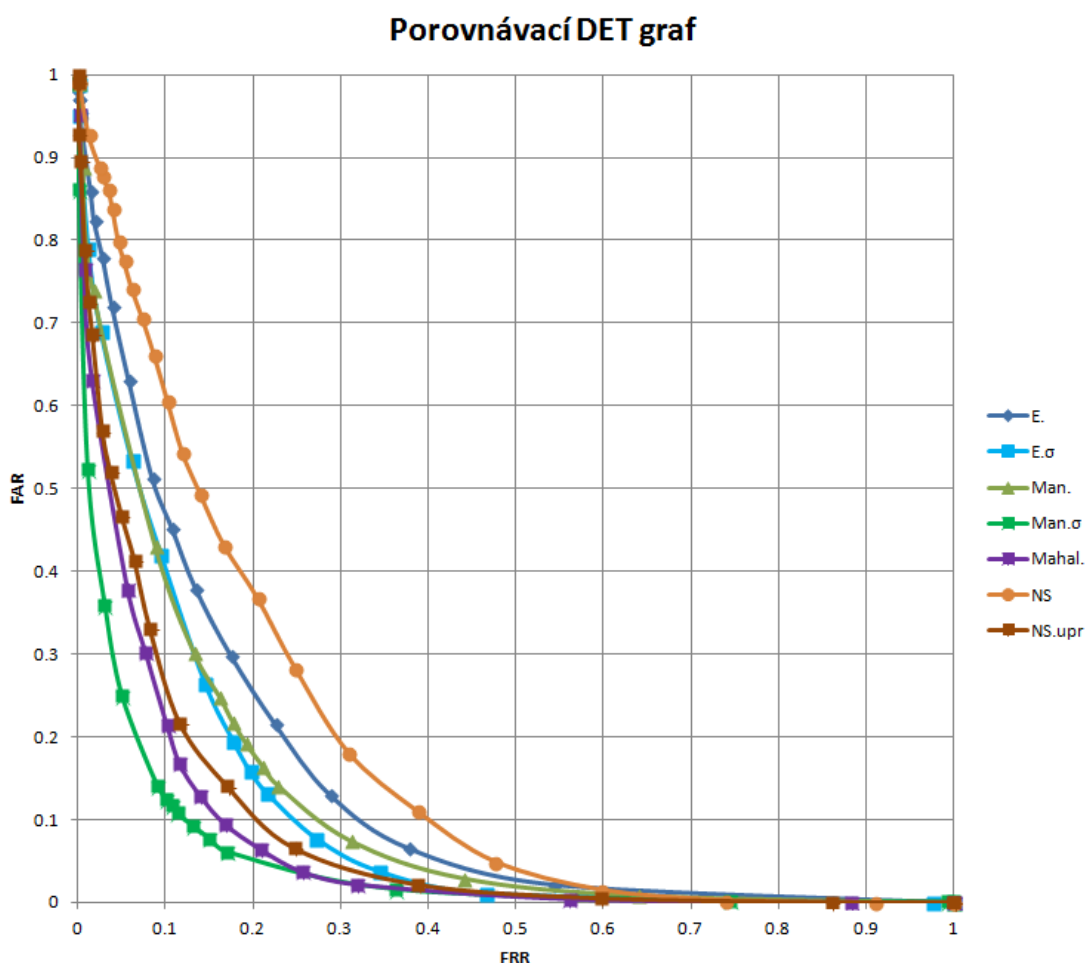 Porovnávací DET graf
1
0.9
0.8
0.7
0.6
0.5
0.4
0.3
0.2
0.1
0
FAR
0 0.1 0.2 0.3 0.4 0.5 0.6 0.7 0.8 0.9 1
FRR
E.
E.σ
Man.
Man.σ
Mahal.
NS
NS.upr